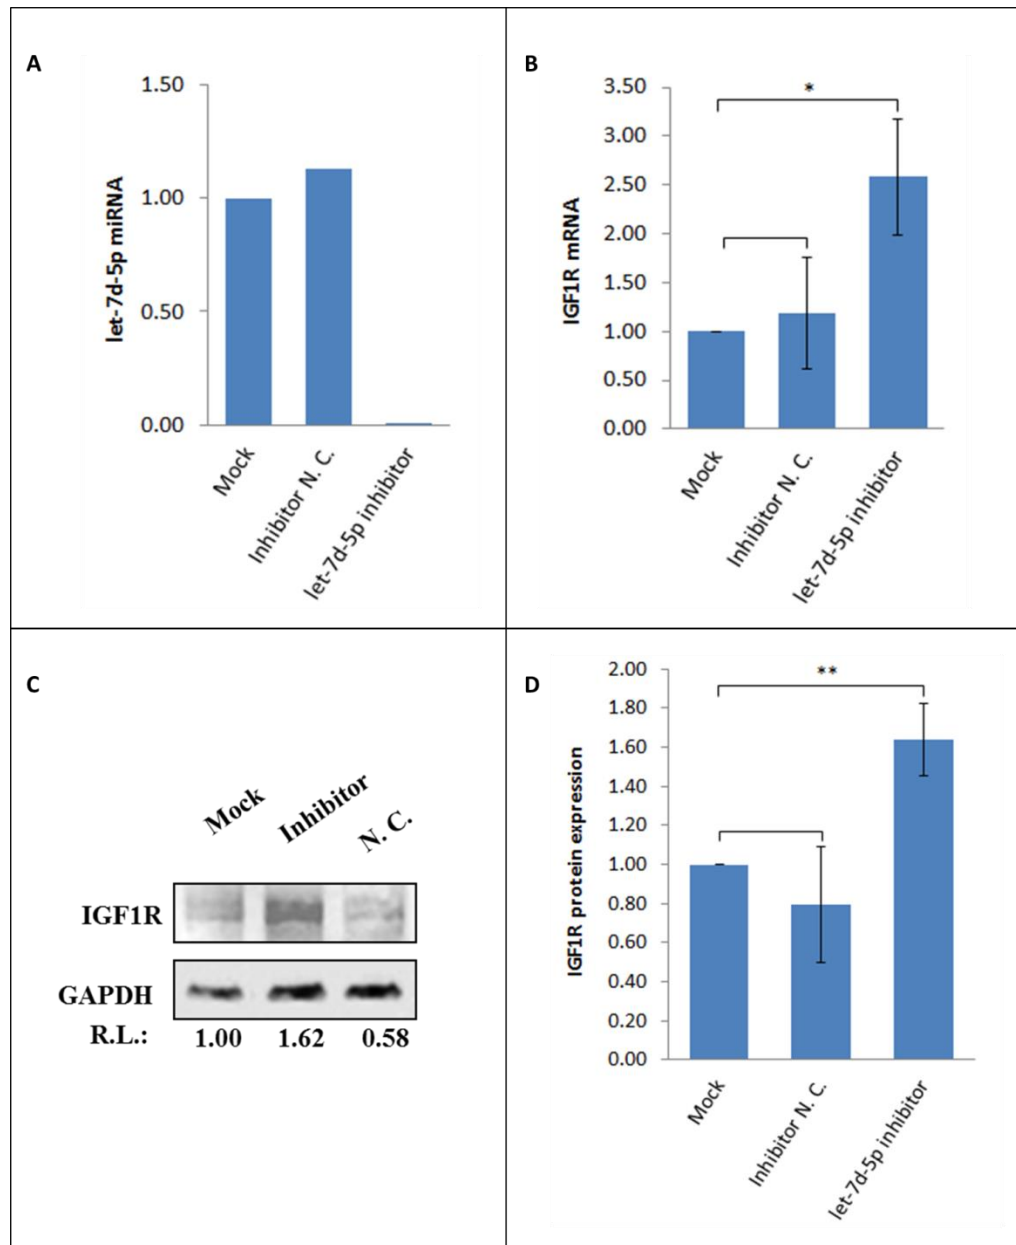 A
let-7d-5p miRNA
1.50
1.00
0.50
0.00
Mock
Inhibitor N. C.
let-7d-5p inhibitor
B
IGF1R mRNA
3.50
3.00
2.50
2.00
1.50
1.00
0.50
0.00
*
Mock
Inhibitor N. C.
let-7d-5p inhibitor
C
Mock
Inhibitor
N. C.
IGF1R
GAPDH
R.L.: 1.00 1.62 0.58
D
IGF1R protein expression
2.00
1.80
1.60
1.40
1.20
1.00
0.80
0.60
0.40
0.20
0.00
**
Mock
Inhibitor N. C.
let-7d-5p inhibitor